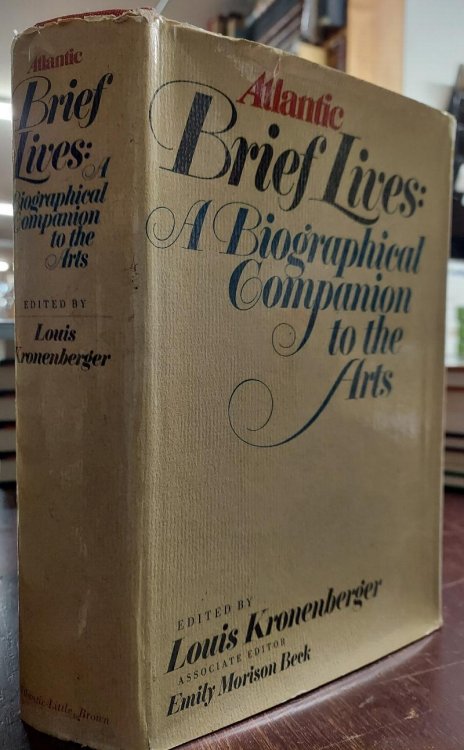 Atlantic
Brief
Lives:
A
Biographical
Companion
to the
Arts
EDITED BY
Louis
Kronenberger
Atlantic-Little, Brown
Atlantic
Brief Lives:
A Biographical
Companion
to the
Arts
EDITED BY
Louis Kronenberger
ASSOCIATE EDITOR
Emily Morison Beck